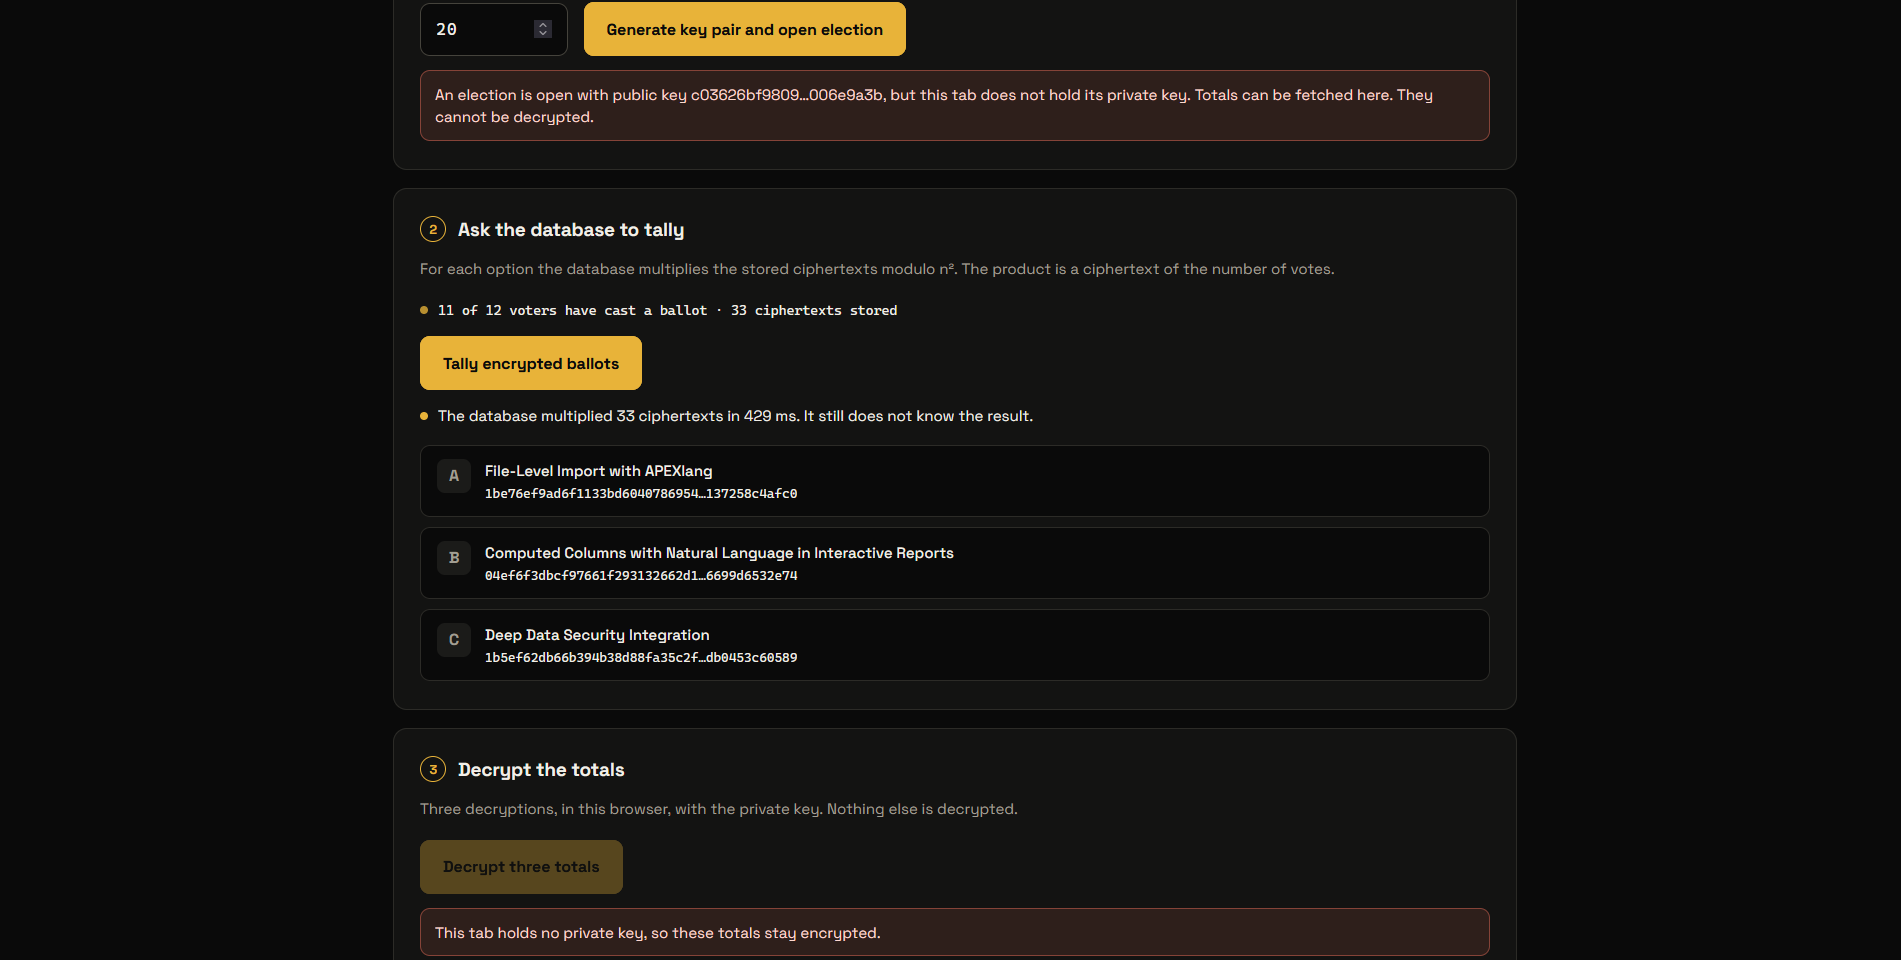 20
Generate key pair and open election
An election is open with public key c03626bf9809…006e9a3b, but this tab does not hold its private key. Totals can be fetched here. They
cannot be decrypted.
2
Ask the database to tally
For each option the database multiplies the stored ciphertexts modulo n². The product is a ciphertext of the number of votes.
11 of 12 voters have cast a ballot · 33 ciphertexts stored
Tally encrypted ballots
The database multiplied 33 ciphertexts in 429 ms. It still does not know the result.
A
File-Level Import with APEXlang
1be76ef9ad6f1133bd6040786954…137258c4afc0
B
Computed Columns with Natural Language in Interactive Reports
04ef6f3dbcf97661f293132662d1…6699d6532e74
C
Deep Data Security Integration
1b5ef62db66b394b38d88fa35c2f…db0453c60589
3
Decrypt the totals
Three decryptions, in this browser, with the private key. Nothing else is decrypted.
Decrypt three totals
This tab holds no private key, so these totals stay encrypted.